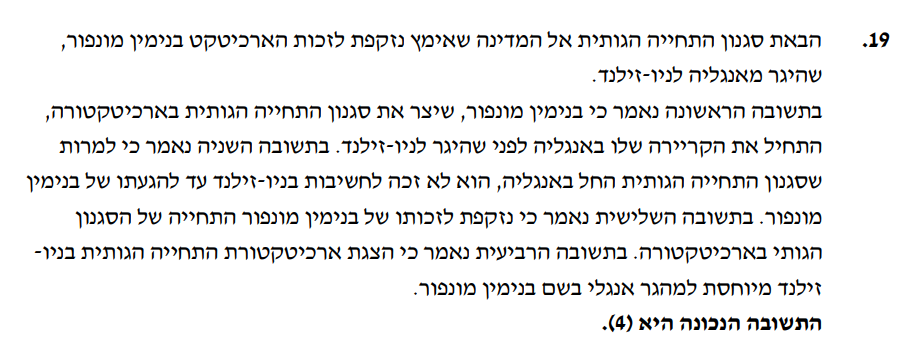 19. הבאת סגנון התחייה הגותית אל המדינה שאימץ נזקפת לזכות הארכיטקט בנימין מונפור,
שהיגר מאנגליה לניו-זילנד.
בתשובה הראשונה נאמר כי בנימין מונפור, שיצר את סגנון התחייה הגותית בארכיטקטורה,
התחיל את הקריירה שלו באנגליה לפני שהיגר לניו-זילנד. בתשובה השניה נאמר כי למרות
שסגנון התחייה הגותית החל באנגליה, הוא לא זכה לחשיבות בניו-זילנד עד להגעתו של בנימין
מונפור. בתשובה השלישית נאמר כי נזקפת לזכותו של בנימין מונפור התחייה של הסגנון
הגותי בארכיטקטורה. בתשובה הרביעית נאמר כי הצגת ארכיטקטורת התחייה הגותית בניו-
זילנד מיוחסת למהגר אנגלי בשם בנימין מונפור.
התשובה הנכונה היא (4).